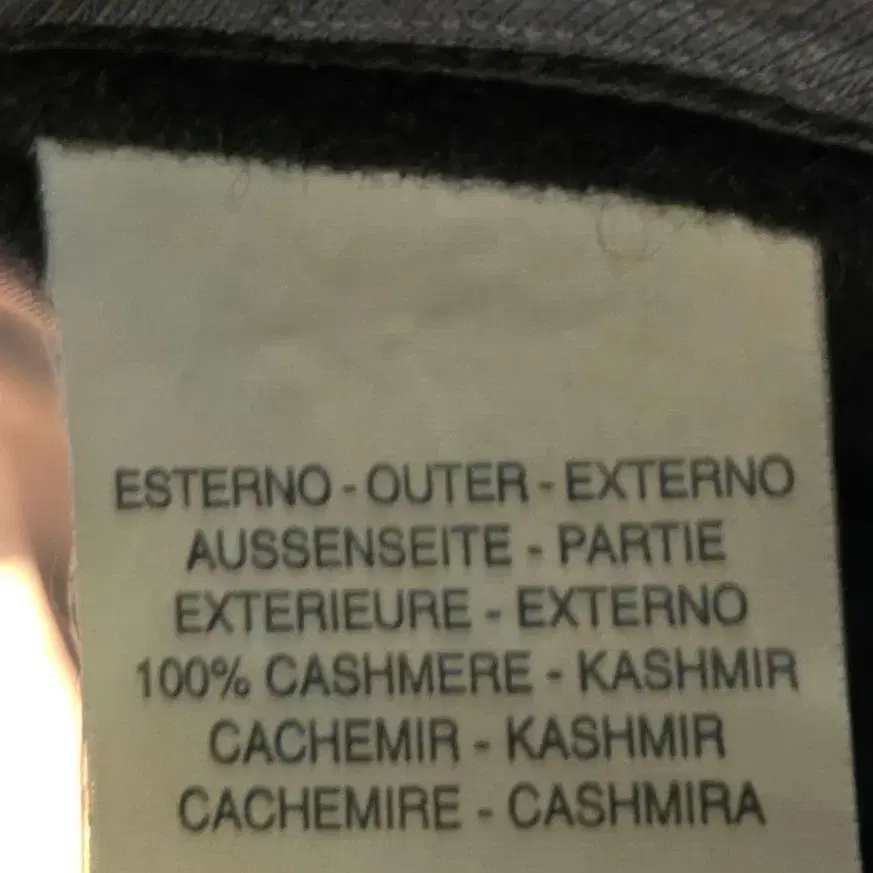 ESTERNO - OUTER - EXTERNO
AUSSENSEITE - PARTIE
EXTERIEURE - EXTERNO
100% CASHMERE - KASHMIR
CACHEMIR - KASHMIR
CACHEMIRE - CASHMIRA